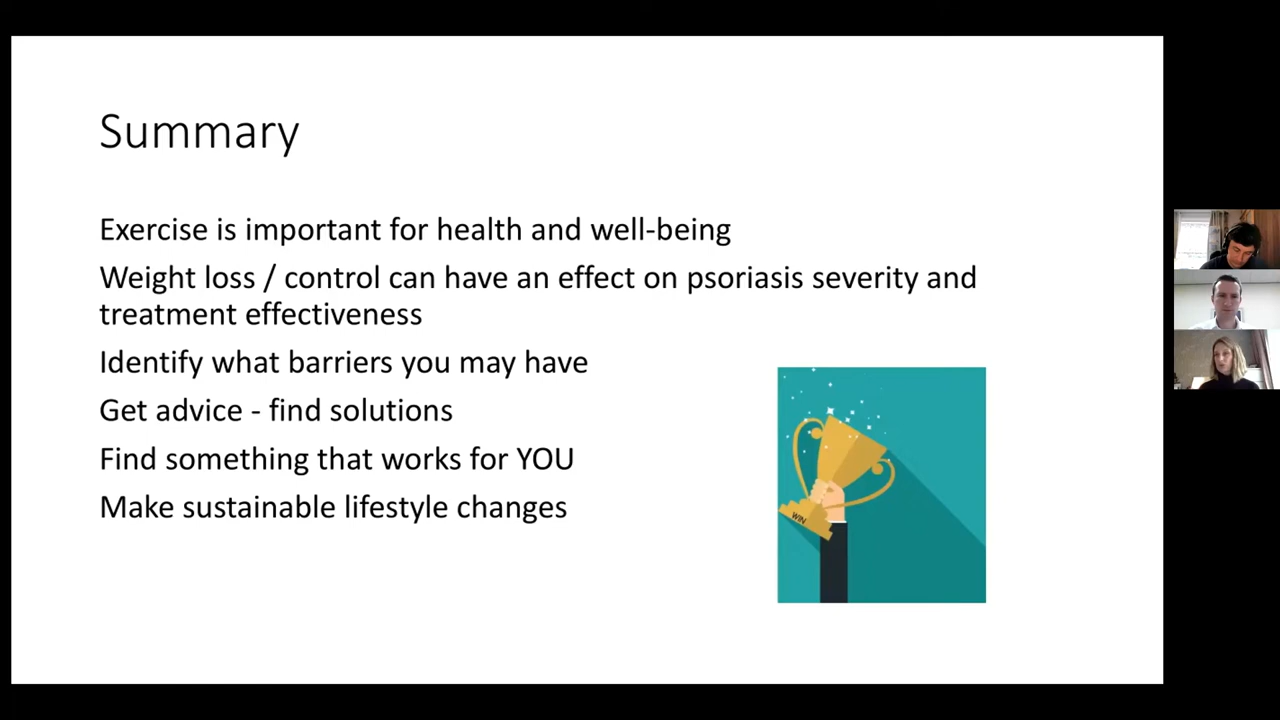 Summary
Exercise is important for health and well-being
Weight loss / control can have an effect on psoriasis severity and
treatment effectiveness
Identify what barriers you may have
Get advice - find solutions
Find something that works for YOU
Make sustainable lifestyle changes
WIN